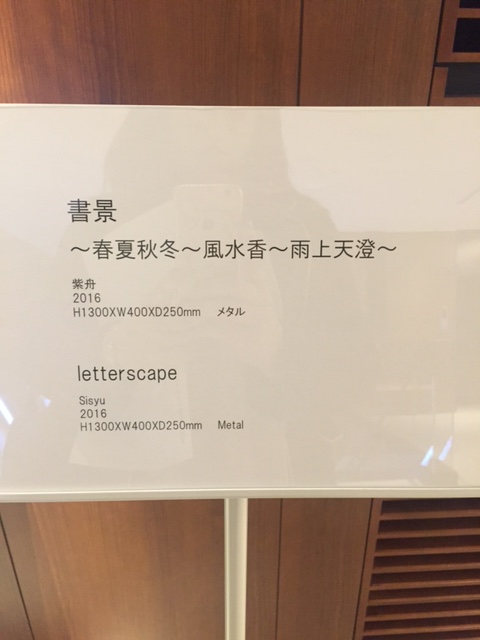 書景
～春夏秋冬～風水香～雨上天澄～
紫舟
2016
H1300XW400XD250mm メタル
letterscape
Sisyu
2016
H1300XW400XD250mm Metal